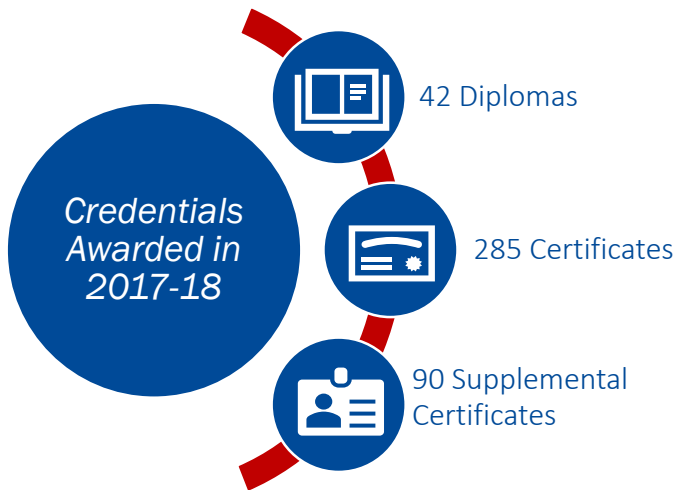 Credentials
Awarded in
2017-18
42 Diplomas
285 Certificates
90 Supplemental
Certificates